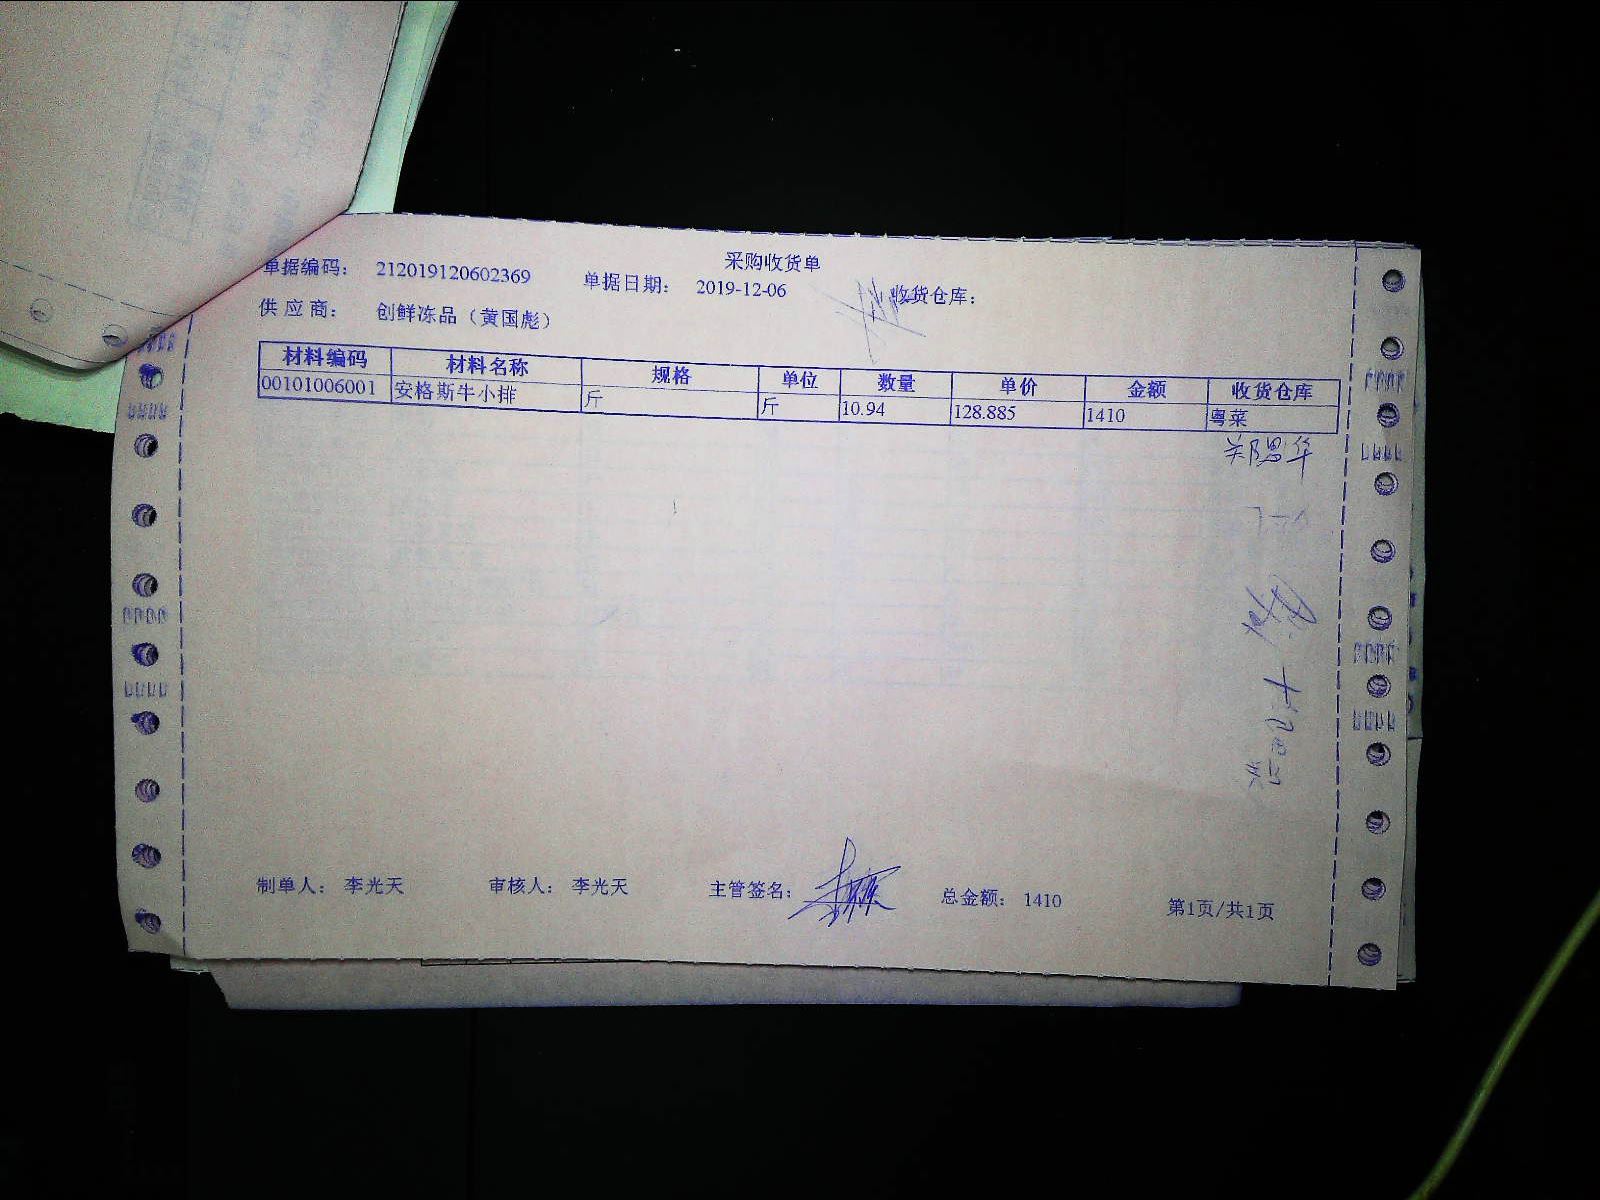 采购收货单
单据编码： 212019120602369 单据日期： 2019-12-06 收货仓库：
供 应 商： 创鲜冻品（黄国彪）
材料编码 材料名称 规格 单位 数量 单价 金额 收货仓库
00101006001 安格斯牛小排 斤 斤 10.94 128.885 1410 粤菜
制单人： 李光天 审核人： 李光天 主管签名： 总金额： 1410 第1页/共1页